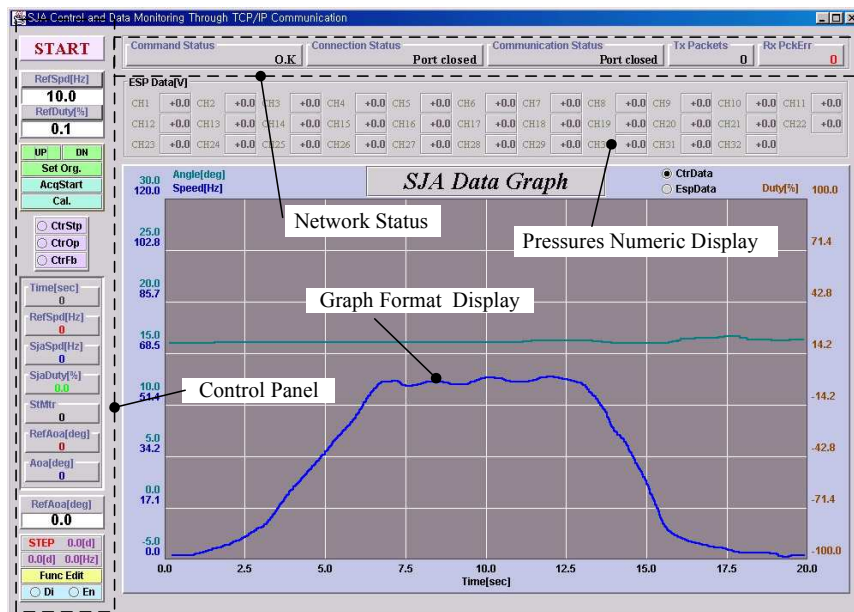 SJA Control and Data Monitoring Through TCP/IP Communication
START
Command Status
O.K
Connection Status
Port closed
Communication Status
Port closed
Tx Packets
0
Rx PckErr
0
RefSpd[Hz]
10.0
RefDuty[%]
0.1
ESP Data[V]
CH1 +0.0 CH2 +0.0 CH3 +0.0 CH4 +0.0 CH5 +0.0 CH6 +0.0 CH7 +0.0 CH8 +0.0 CH9 +0.0 CH10 +0.0 CH11 +0.0
CH12 +0.0 CH13 +0.0 CH14 +0.0 CH15 +0.0 CH16 +0.0 CH17 +0.0 CH18 +0.0 CH19 +0.0 CH20 +0.0 CH21 +0.0 CH22 +0.0
CH23 +0.0 CH24 +0.0 CH25 +0.0 CH26 +0.0 CH27 +0.0 CH28 +0.0 CH29 +0.0 +0.0 CH31 +0.0 CH32 +0.0
UP DN
Set Org.
AcqStart
Cal.
CtrStp
CtrOp
CtrFb
Time[sec]
0
RefSpd[Hz]
0
SjaSpd[Hz]
0
SjaDuty[%]
0.0
StMtr
0
RefAoa[deg]
0
Aoa[deg]
0
RefAoa[deg]
0.0
STEP 0.0[d]
0.0[d] 0.0[Hz]
Func Edit
Di En
Angle[deg]
Speed[Hz]
SJA Data Graph
CtrData
EspData
Duty[%]
30.0
120.0
25.0
102.8
20.0
85.7
15.0
68.5
10.0
51.4
5.0
34.2
0.0
17.1
-5.0
0.0
100.0
71.4
42.8
14.2
-14.2
-42.8
-71.4
-100.0
0.0 2.5 5.0 7.5 10.0 12.5 15.0 17.5 20.0
Time[sec]
Network Status
Pressures Numeric Display
Graph Format Display
Control Panel